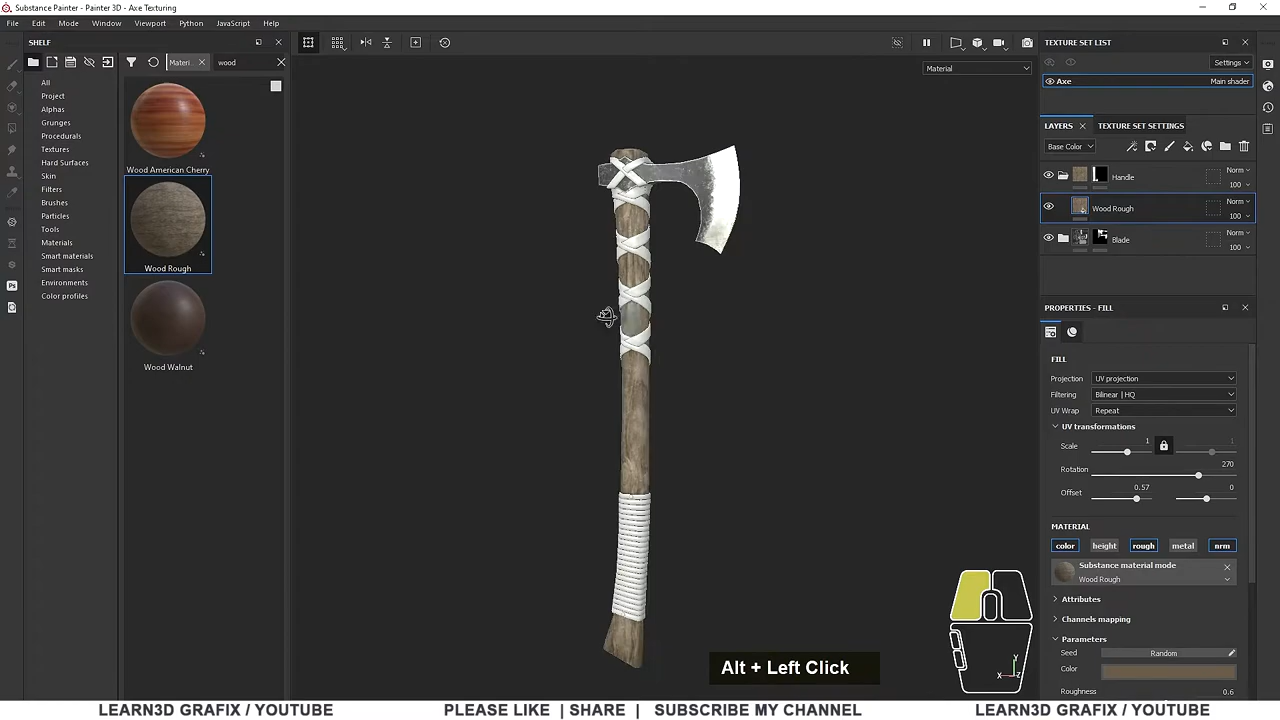 Substance Painter - Painter 3D - Axe Texturing
File Edit Mode Window Viewport Python JavaScript Help
SHELF
Materi..
wood
All
Project
Alphas
Grunges
Procedurals
Textures
Hard Surfaces
Skin
Filters
Brushes
Particles
Tools
Materials
Smart materials
Smart masks
Environments
Color profiles
Wood American Cherry
Wood Rough
Wood Walnut
Material
TEXTURE SET LIST
Settings
Axe Main shader
LAYERS TEXTURE SET SETTINGS
Base Color
Handle Norm 100
Wood Rough Norm 100
Blade Norm 100
PROPERTIES - FILL
FILL
Projection UV projection
Filtering Bilinear | HQ
UV Wrap Repeat
UV transformations
Scale 1 1
Rotation 270
Offset 0.57 0
MATERIAL
color height rough metal nrm
Substance material mode
Wood Rough
Attributes
Channels mapping
Parameters
Seed Random
Color
Roughness 0.6
Ps
Y
X Z
Alt + Left Click
LEARN3D GRAFIX / YOUTUBE PLEASE LIKE | SHARE | SUBSCRIBE MY CHANNEL LEARN3D GRAFIX / YOUTUBE